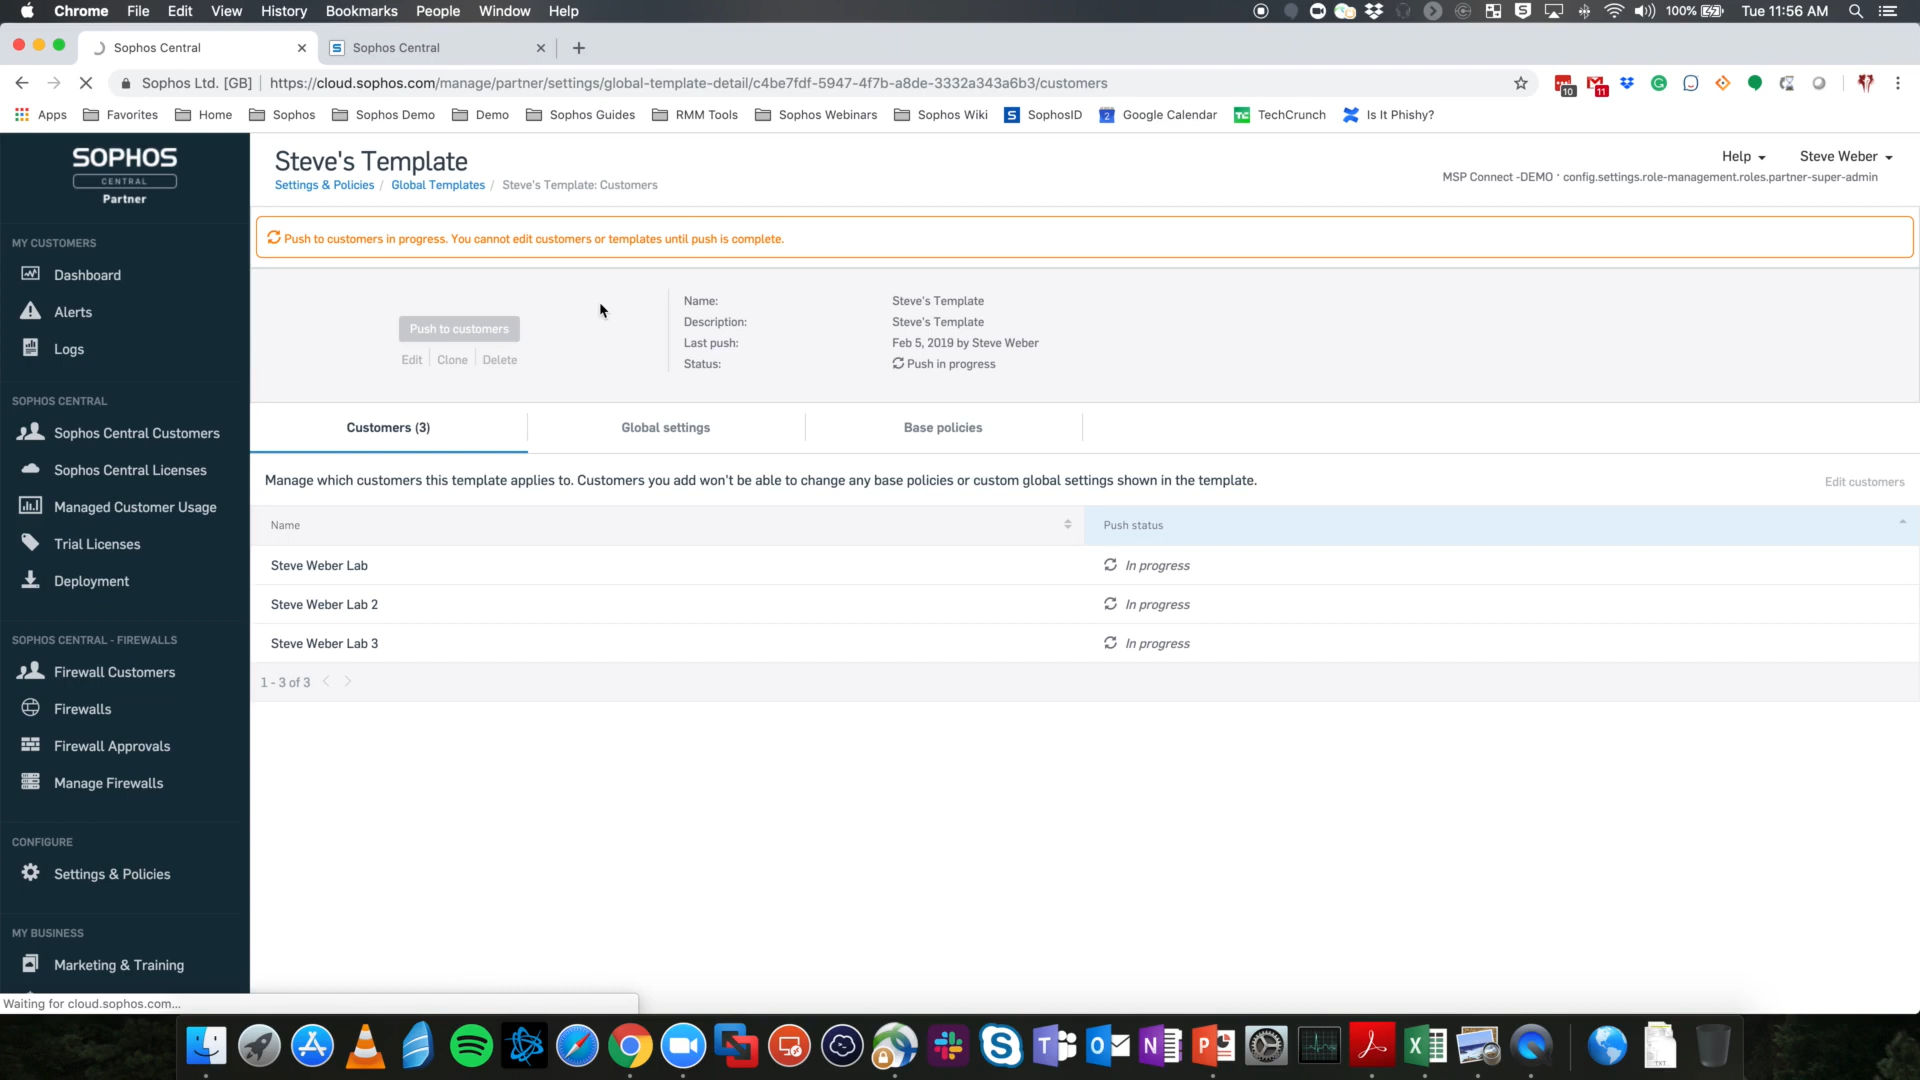 Chrome File Edit View History Bookmarks People Window Help 100% Tue 11:56 AM
Sophos Central Sophos Central
Sophos Ltd. [GB] https://cloud.sophos.com/manage/partner/settings/global-template-detail/c4be7fdf-5947-4f7b-a8de-3332a343a6b3/customers 10 11
Apps Favorites Home Sophos Sophos Demo Demo Sophos Guides RMM Tools Sophos Webinars Sophos Wiki SophosID Google Calendar TechCrunch Is It Phishy?
SOPHOS
CENTRAL
Partner
Steve's Template
Settings & Policies / Global Templates / Steve's Template: Customers
Help Steve Weber
MSP Connect -DEMO · config.settings.role-management.roles.partner-super-admin
MY CUSTOMERS
Dashboard
Alerts
Logs
SOPHOS CENTRAL
Sophos Central Customers
Sophos Central Licenses
Managed Customer Usage
Trial Licenses
Deployment
SOPHOS CENTRAL - FIREWALLS
Firewall Customers
Firewalls
Firewall Approvals
Manage Firewalls
CONFIGURE
Settings & Policies
MY BUSINESS
Marketing & Training
Push to customers in progress. You cannot edit customers or templates until push is complete.
Push to customers
Edit Clone Delete
Name: Steve's Template
Description: Steve's Template
Last push: Feb 5, 2019 by Steve Weber
Status: Push in progress
Customers (3) Global settings Base policies
Manage which customers this template applies to. Customers you add won't be able to change any base policies or custom global settings shown in the template. Edit customers
Name Push status
Steve Weber Lab In progress
Steve Weber Lab 2 In progress
Steve Weber Lab 3 In progress
1 - 3 of 3
Waiting for cloud.sophos.com...